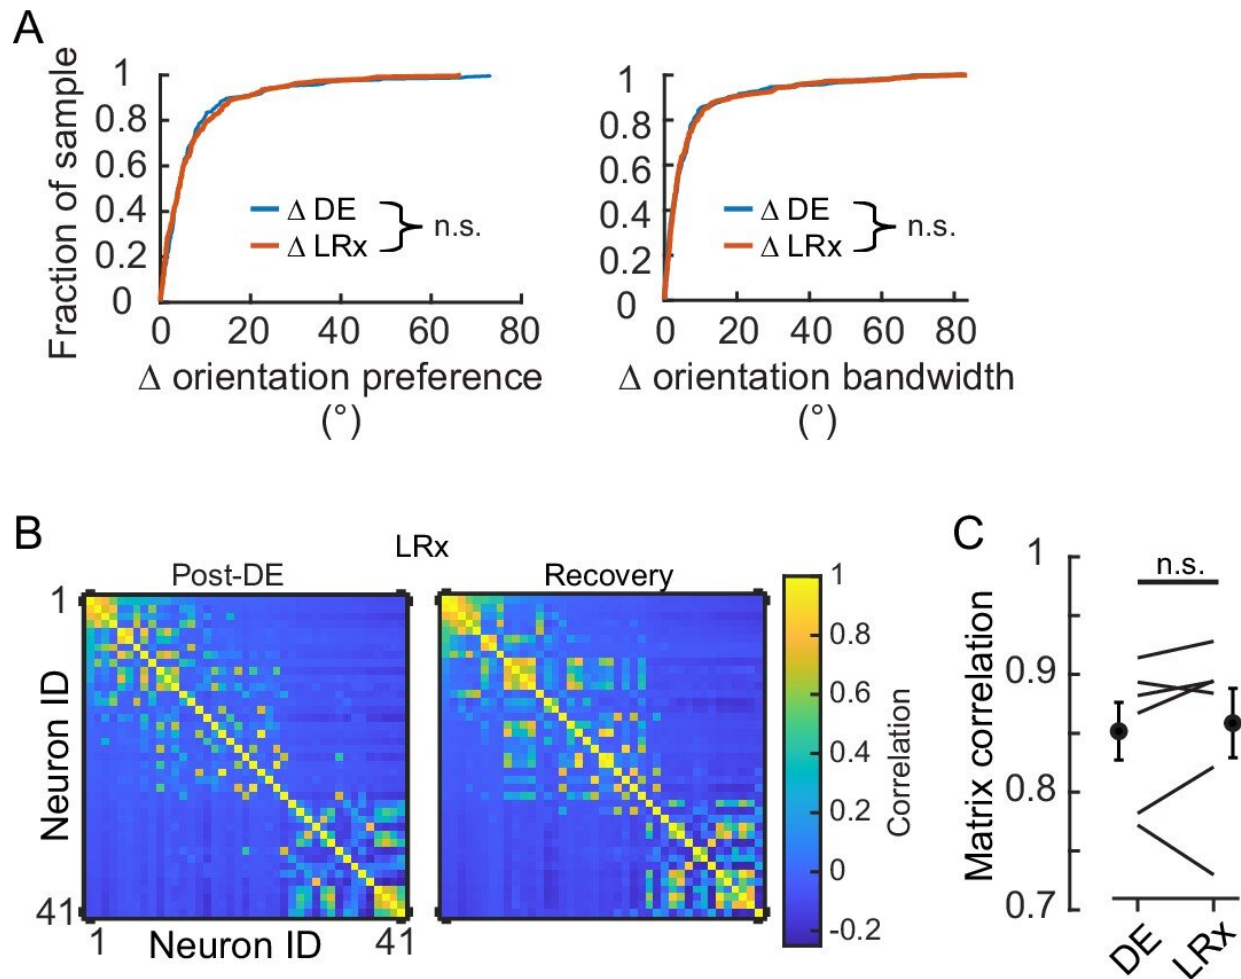 A
Fraction of sample
1
0.8
0.6
0.4
0.2
0
Δ DE
Δ LRx
n.s.
0 20 40 60 80
Δ orientation preference
(°)
1
0.8
0.6
0.4
0.2
0
Δ DE
Δ LRx
n.s.
0 20 40 60 80
Δ orientation bandwidth
(°)
B
LRx
Post-DE
Recovery
Neuron ID
1
41
1 41
Neuron ID
1
0.8
0.6
0.4
0.2
0
-0.2
Correlation
C
n.s.
Matrix correlation
1
0.9
0.8
0.7
DE
LRx